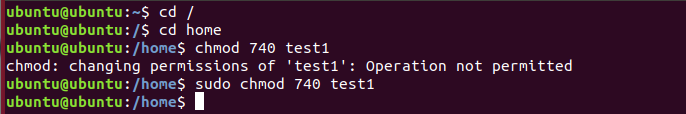 ubuntu@ubuntu:~$ cd /
ubuntu@ubuntu:/$ cd home
ubuntu@ubuntu:/home$ chmod 740 test1
chmod: changing permissions of 'test1': Operation not permitted
ubuntu@ubuntu:/home$ sudo chmod 740 test1
ubuntu@ubuntu:/home$